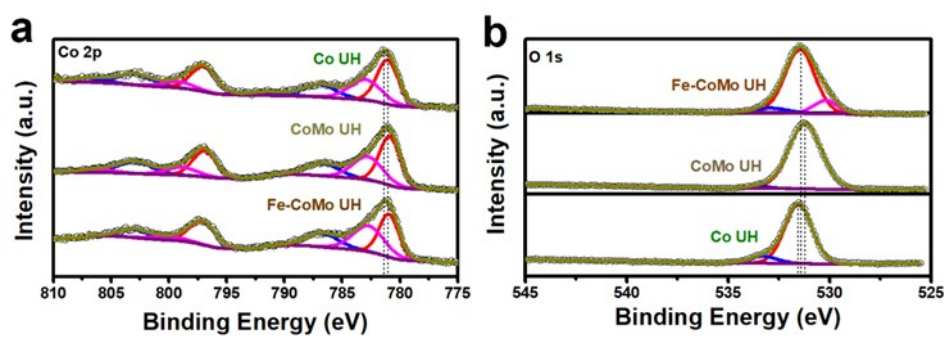 a
Co 2p
Co UH
CoMo UH
Fe-CoMo UH
Intensity (a.u.)
810 805 800 795 790 785 780 775
Binding Energy (eV)
b
O 1s
Fe-CoMo UH
CoMo UH
Co UH
Intensity (a.u.)
545 540 535 530 525
Binding Energy (eV)